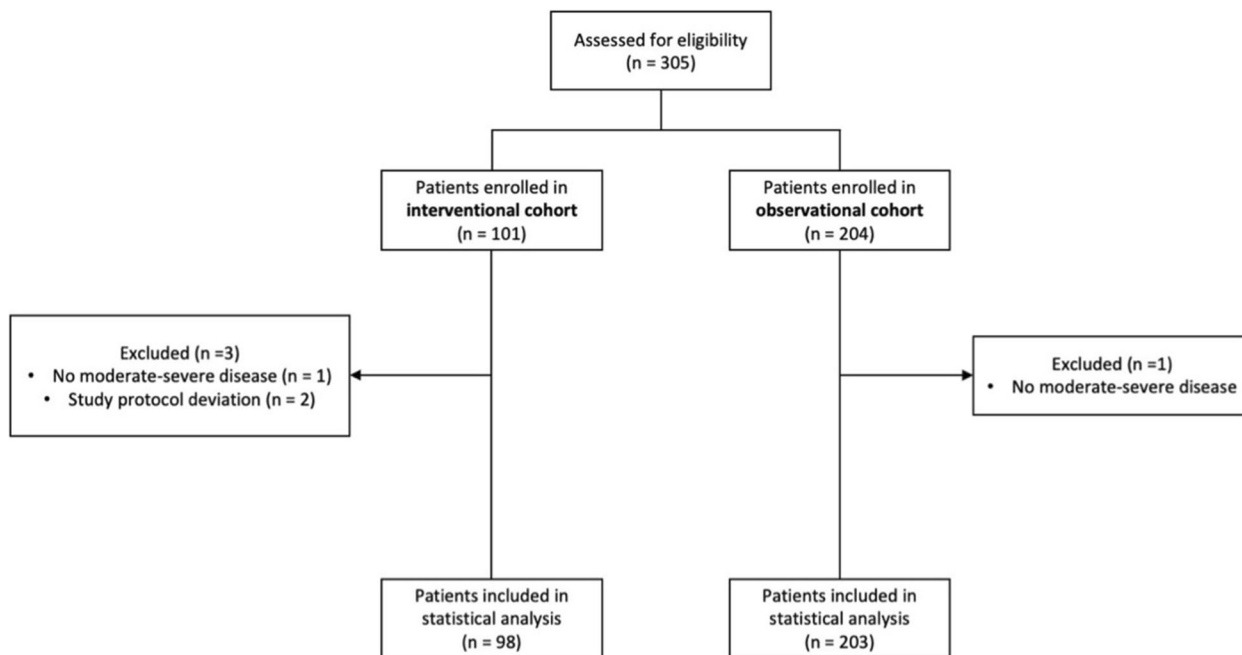 Assessed for eligibility
(n = 305)
Patients enrolled in
interventional cohort
(n = 101)
Patients enrolled in
observational cohort
(n = 204)
Excluded (n =3)
• No moderate-severe disease (n = 1)
• Study protocol deviation (n = 2)
Excluded (n =1)
• No moderate-severe disease
Patients included in
statistical analysis
(n = 98)
Patients included in
statistical analysis
(n = 203)